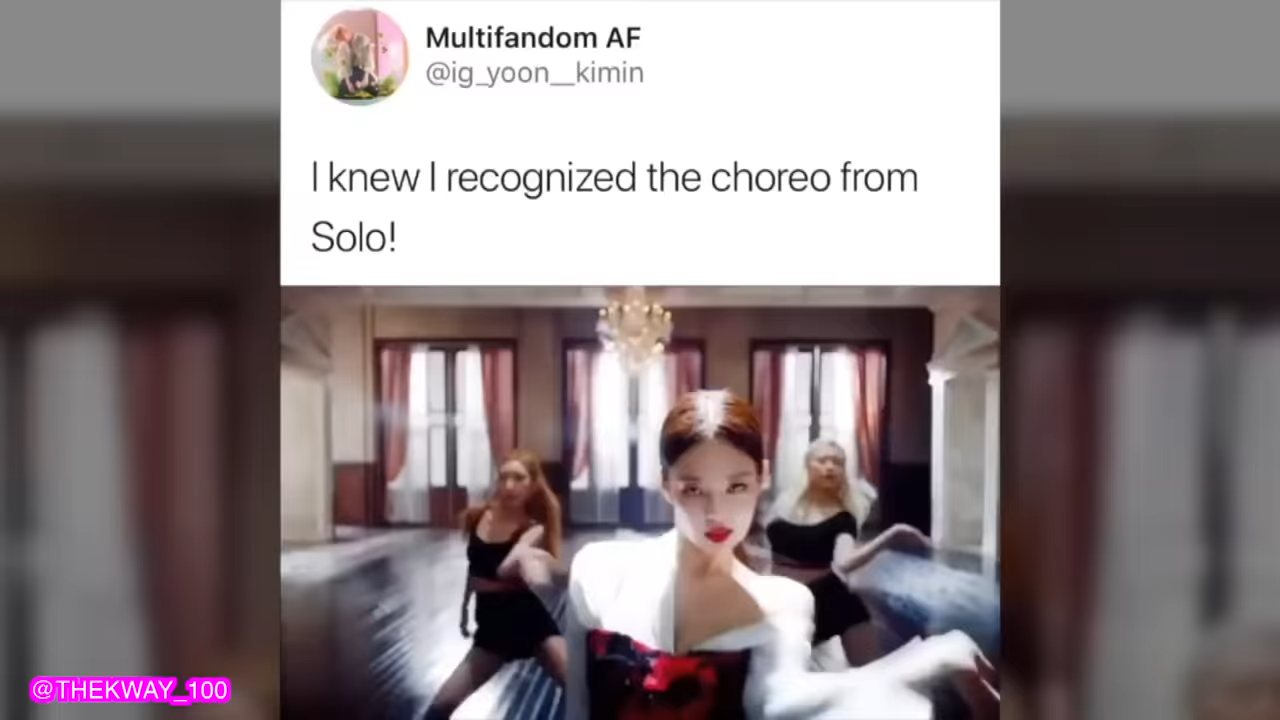 Multifandom AF
@ig_yoon__kimin
I knew I recognized the choreo from
Solo!
@THEKWAY_100